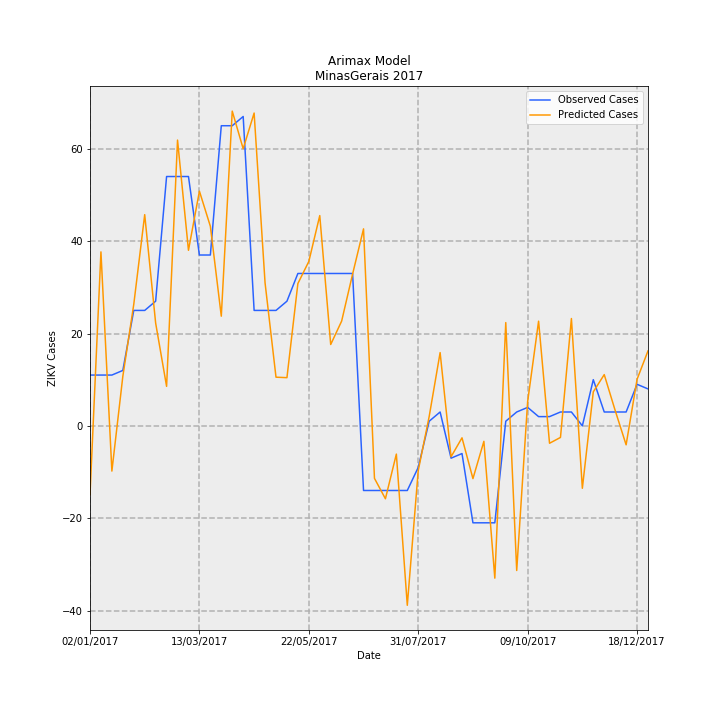 Arimax Model
MinasGerais 2017
Observed Cases
Predicted Cases
ZIKV Cases
60
40
20
0
−20
−40
02/01/2017
13/03/2017
22/05/2017
31/07/2017
09/10/2017
18/12/2017
Date